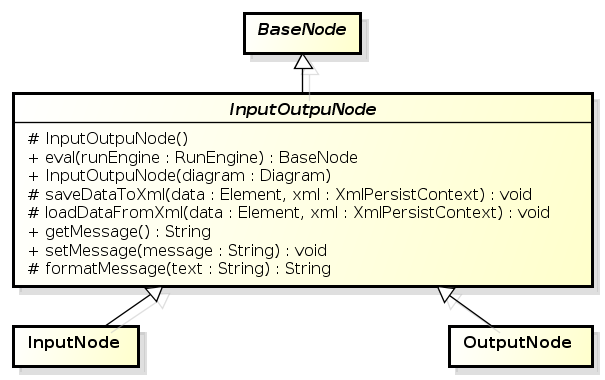 BaseNode
InputOutpuNode
# InputOutpuNode()
+ eval(runEngine : RunEngine) : BaseNode
+ InputOutpuNode(diagram : Diagram)
# saveDataToXml(data : Element, xml : XmlPersistContext) : void
# loadDataFromXml(data : Element, xml : XmlPersistContext) : void
+ getMessage() : String
+ setMessage(message : String) : void
# formatMessage(text : String) : String
InputNode
OutputNode